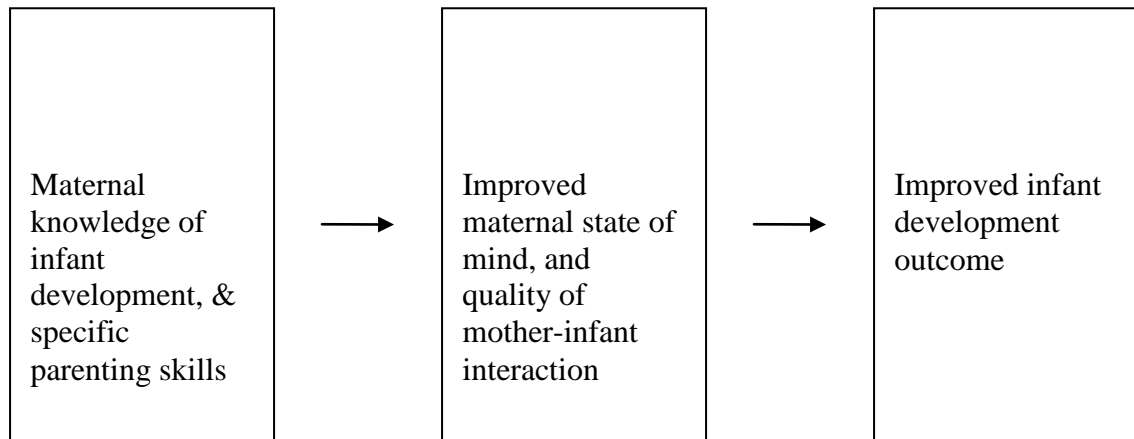 Maternal
knowledge of
infant
development, &
specific
parenting skills
Improved
maternal state of
mind, and
quality of
mother-infant
interaction
Improved infant
development
outcome